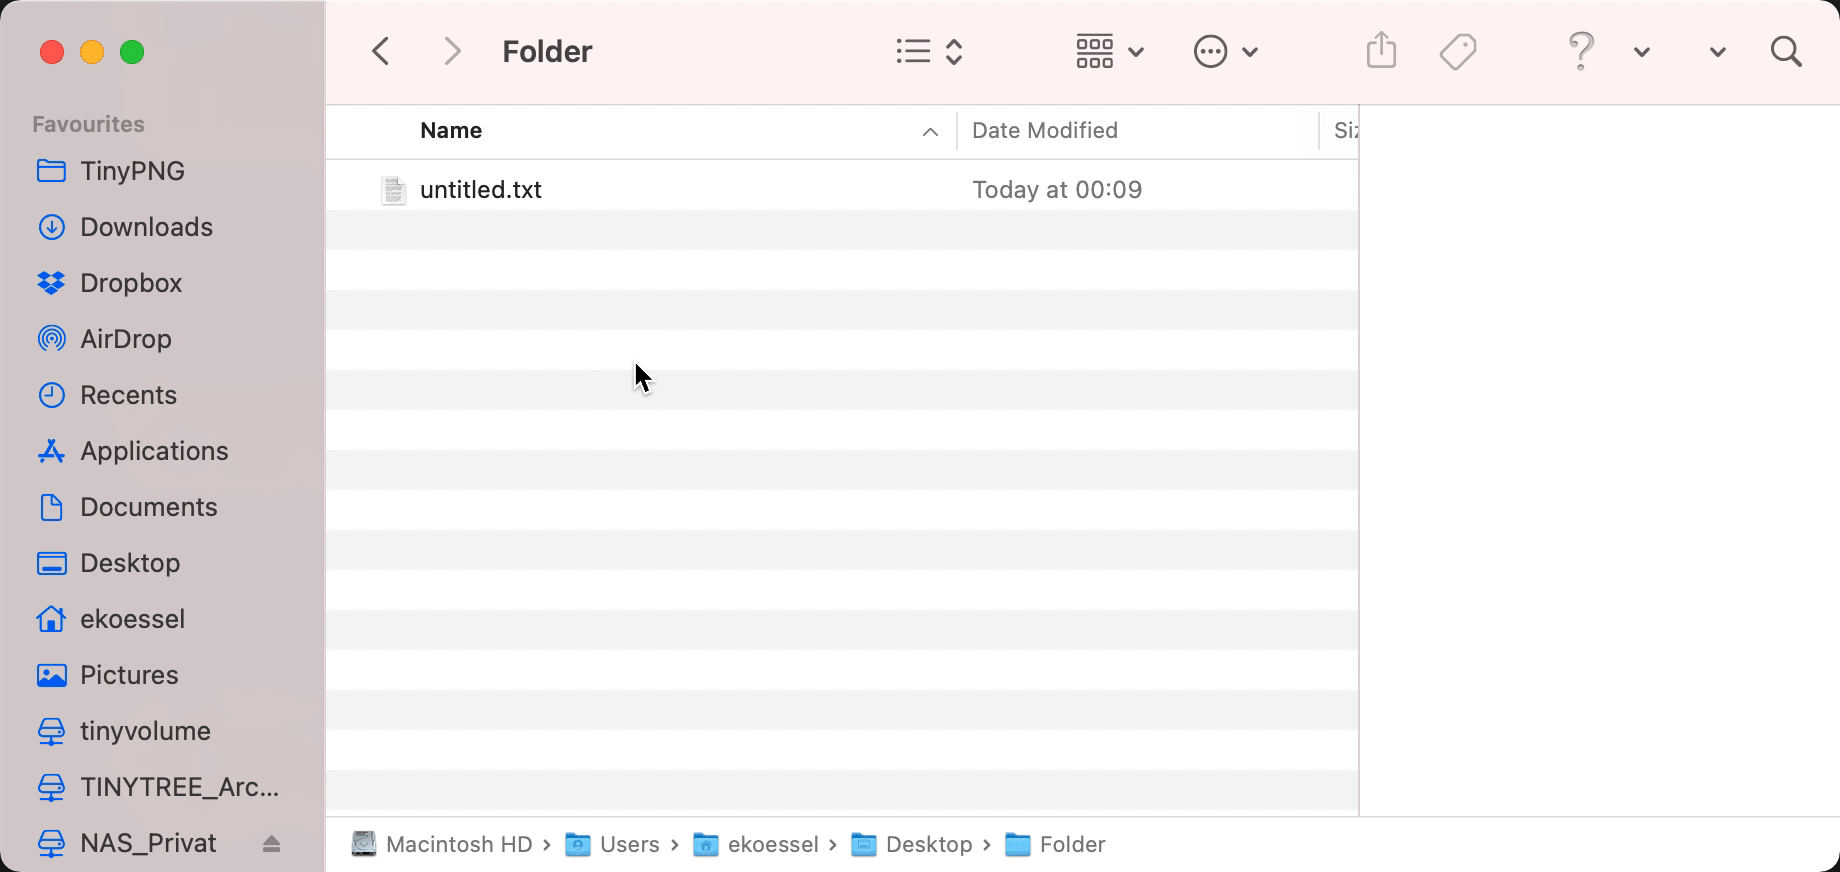 Folder
Favourites
TinyPNG
Downloads
Dropbox
AirDrop
Recents
Applications
Documents
Desktop
ekoessel
Pictures
tinyvolume
TINYTREE_Arc...
NAS_Privat
Name Date Modified Siz
untitled.txt Today at 00:09
Macintosh HD › Users › ekoessel › Desktop › Folder